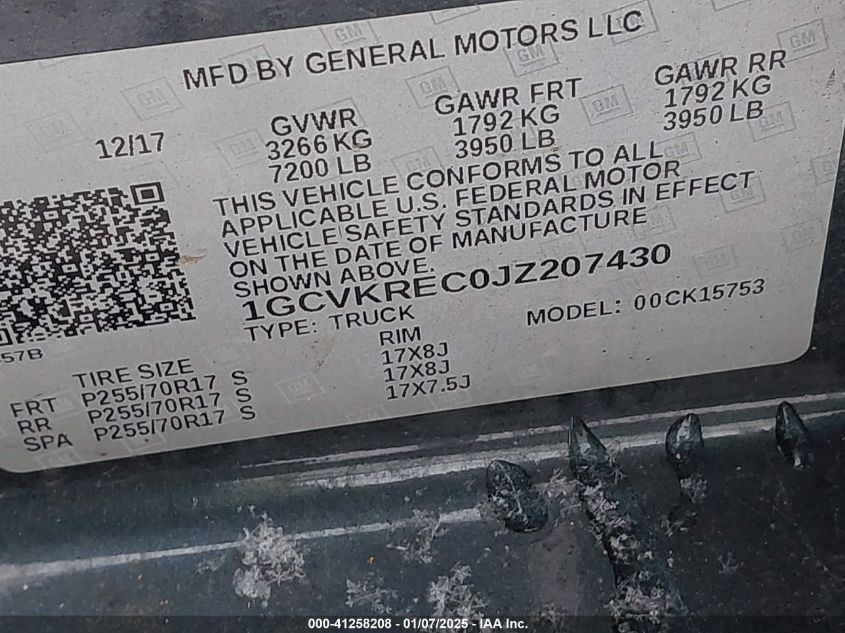 MFD BY GENERAL MOTORS LLC
12/17
GVWR
3266 KG
7200 LB
GAWR FRT
1792 KG
3950 LB
GAWR RR
1792 KG
3950 LB
THIS VEHICLE CONFORMS TO ALL
APPLICABLE U.S. FEDERAL MOTOR
VEHICLE SAFETY STANDARDS IN EFFECT
ON THE DATE OF MANUFACTURE
SHOWN ABOVE.
1GCVKREC0JZ207430
TYPE: TRUCK
MODEL: 00CK15753
57B
TIRE SIZE
RIM
FRT P255/70R17 S 17X8J
RR P255/70R17 S 17X8J
SPA P255/70R17 S 17X7.5J
000-41258208 - 01/07/2025 - IAA Inc.